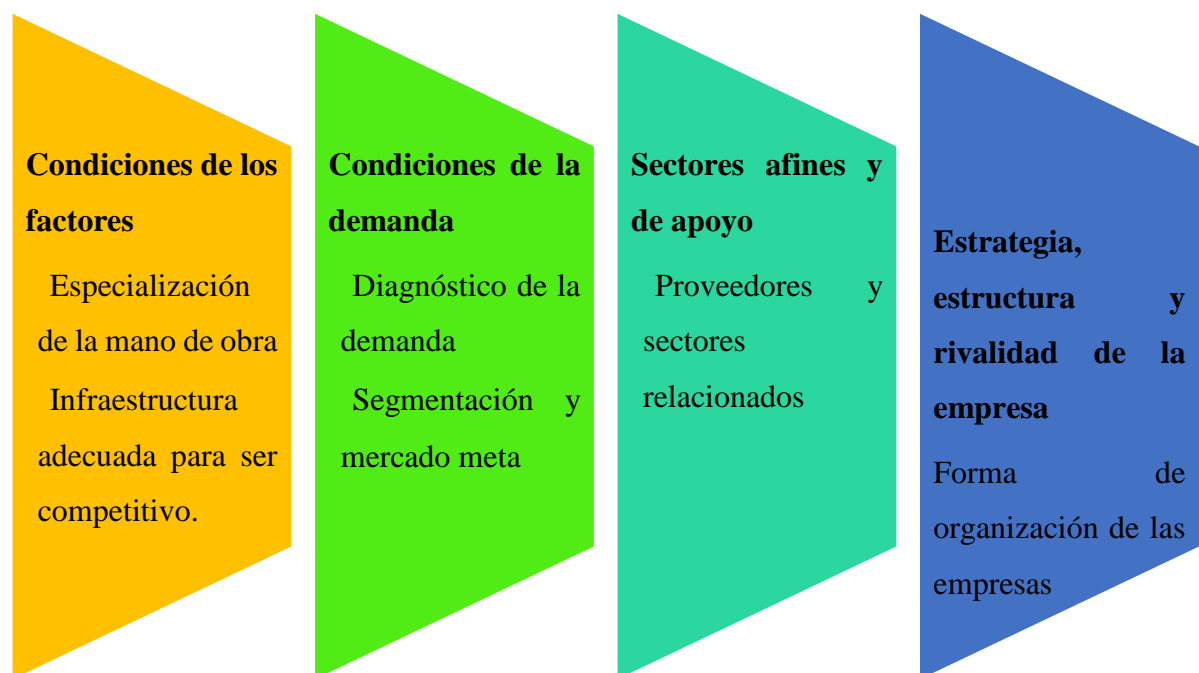 Condiciones de los
factores
Especialización
de la mano de obra
Infraestructura
adecuada para ser
competitivo.
Condiciones de la
demanda
Diagnóstico de la
demanda
Segmentación y
mercado meta
Sectores afines y
de apoyo
Proveedores y
sectores
relacionados
Estrategia,
estructura y
rivalidad de la
empresa
Forma de
organización de las
empresas